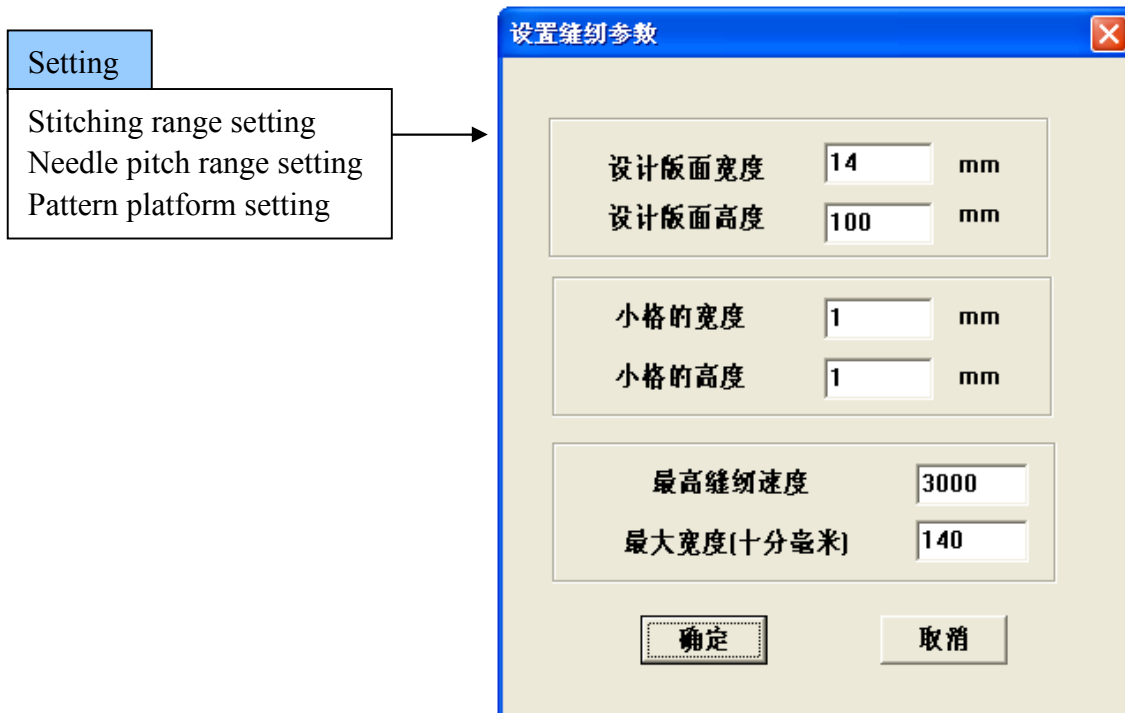 Setting
Stitching range setting
Needle pitch range setting
Pattern platform setting
设置缝纫参数
设计版面宽度 14 mm
设计版面高度 100 mm
小格的宽度 1 mm
小格的高度 1 mm
最高缝纫速度 3000
最大宽度(十分毫米) 140
确定 取消